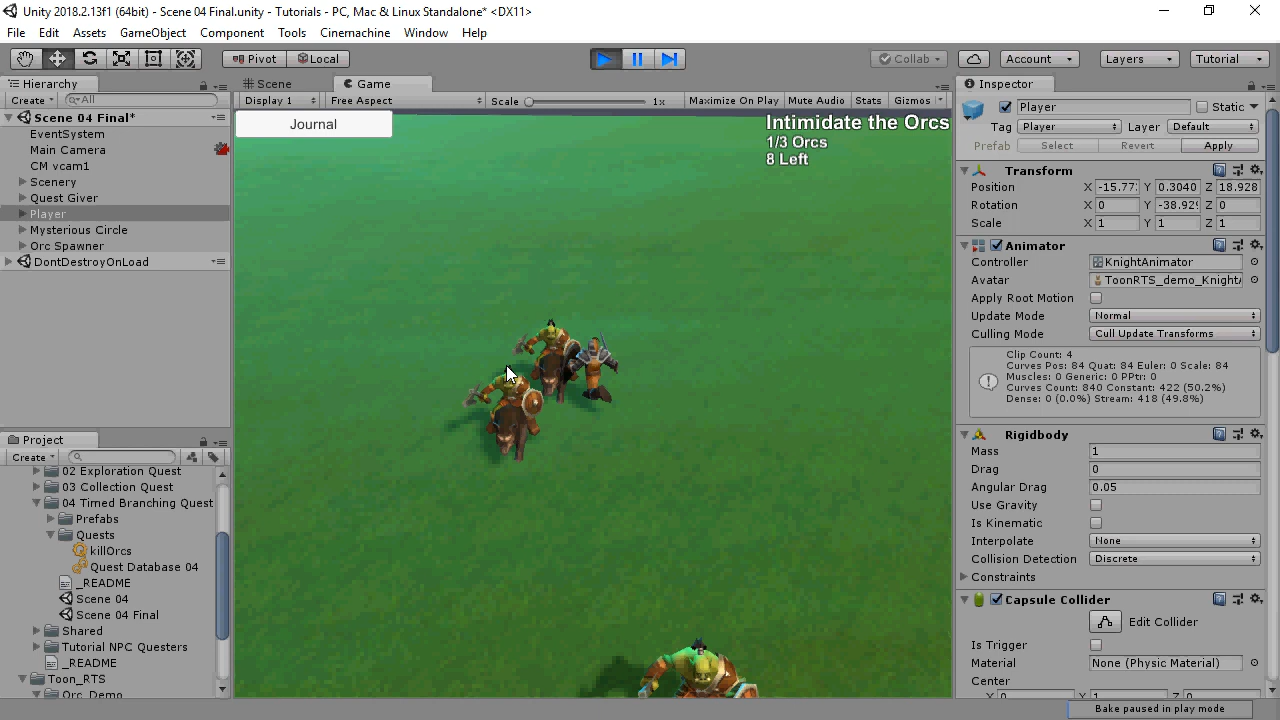 Unity 2018.2.13f1 (64bit) - Scene 04 Final.unity - Tutorials - PC, Mac & Linux Standalone* <DX11>
File Edit Assets GameObject Component Tools Cinemachine Window Help
Pivot Local Collab Account Layers Tutorial
Hierarchy
Create All
Scene 04 Final*
EventSystem
Main Camera
CM vcam1
Scenery
Quest Giver
Player
Mysterious Circle
Orc Spawner
DontDestroyOnLoad
Project
Create
02 Exploration Quest
03 Collection Quest
04 Timed Branching Quest
Prefabs
Quests
killOrcs
Quest Database 04
_README
Scene 04
Scene 04 Final
Shared
Tutorial NPC Questers
_README
Toon_RTS
Orc_Demo
Scene Game
Display 1 Free Aspect Scale 1x Maximize On Play Mute Audio Stats Gizmos
Journal
Intimidate the Orcs
1/3 Orcs
8 Left
Inspector
Player Static
Tag Player Layer Default
Prefab Select Revert Apply
Transform
Position X -15.77 Y 0.3040 Z 18.928
Rotation X 0 Y -38.929 Z 0
Scale X 1 Y 1 Z 1
Animator
Controller KnightAnimator
Avatar ToonRTS_demo_Knight
Apply Root Motion
Update Mode Normal
Culling Mode Cull Update Transforms
Clip Count: 4
Curves Pos: 84 Quat: 84 Euler: 0 Scale: 84
Muscles: 0 Generic: 0 PPtr: 0
Curves Count: 840 Constant: 422 (50.2%)
Dense: 0 (0.0%) Stream: 418 (49.8%)
Rigidbody
Mass 1
Drag 0
Angular Drag 0.05
Use Gravity
Is Kinematic
Interpolate None
Collision Detection Discrete
Constraints
Capsule Collider
Edit Collider
Is Trigger
Material None (Physic Material)
Center
X 0 Y 1 Z 0
Bake paused in play mode